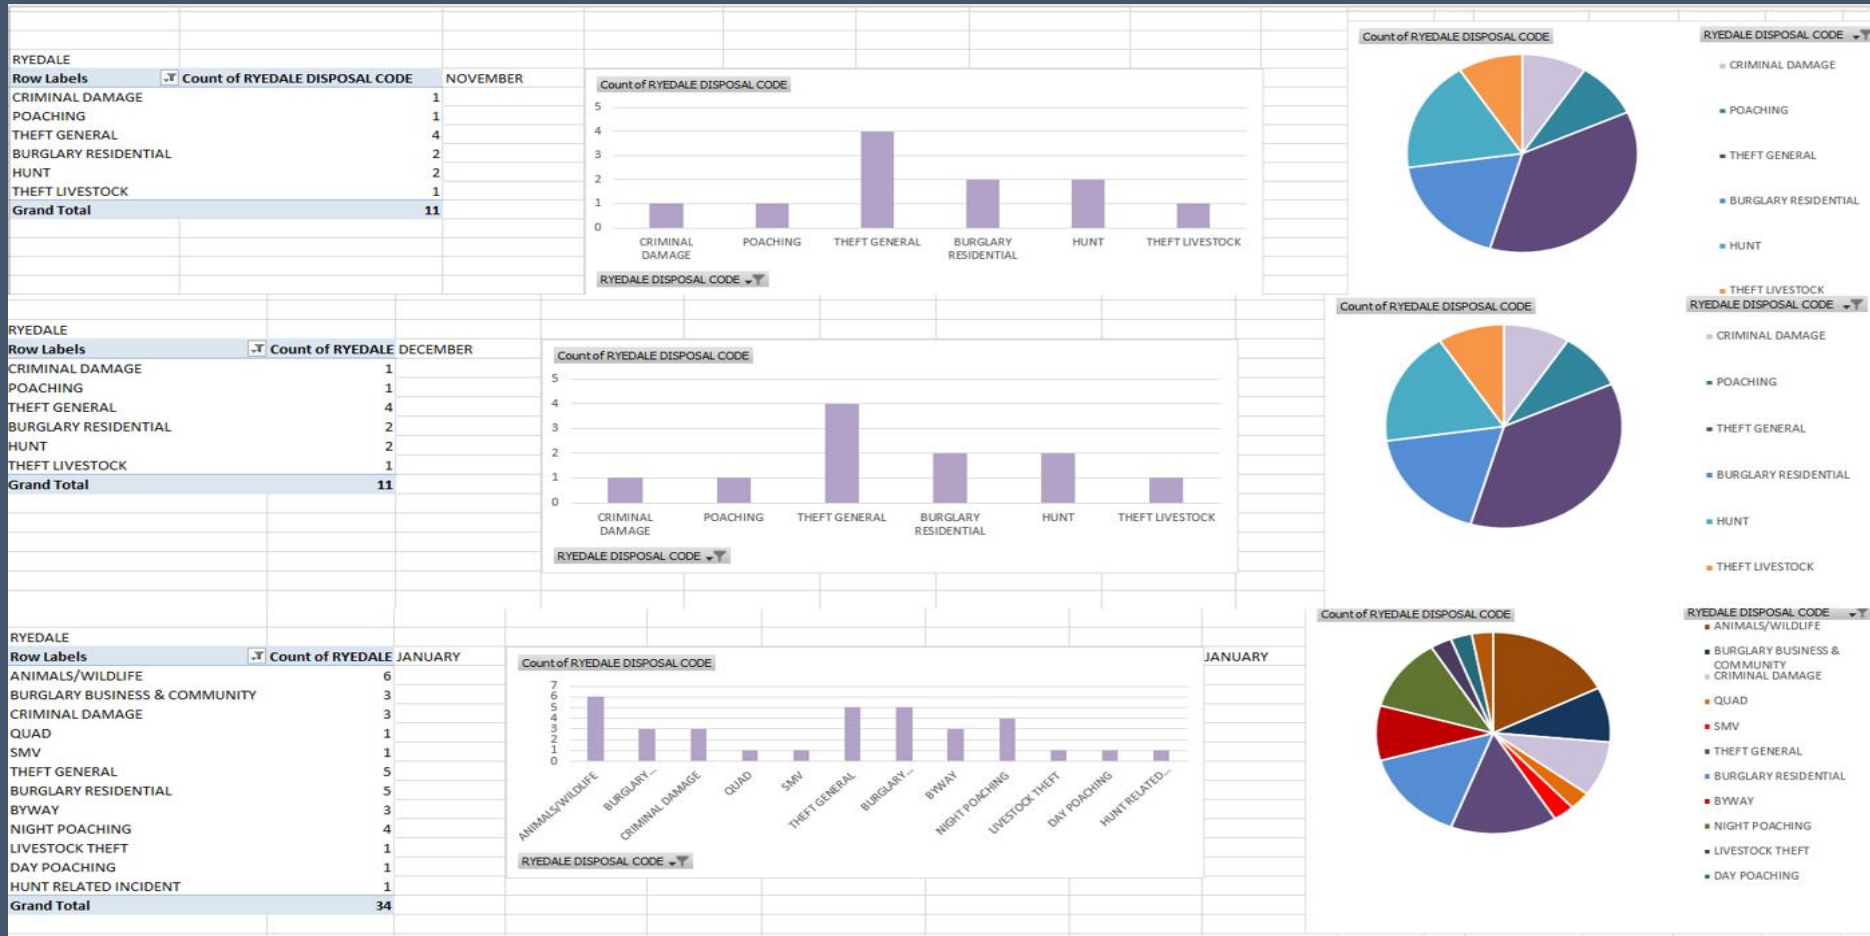 RYEDALE
Row Labels Count of RYEDALE DISPOSAL CODE NOVEMBER
CRIMINAL DAMAGE 1
POACHING 1
THEFT GENERAL 4
BURGLARY RESIDENTIAL 2
HUNT 2
THEFT LIVESTOCK 1
Grand Total 11
Count of RYEDALE DISPOSAL CODE
5
4
3
2
1
0
CRIMINAL DAMAGE POACHING THEFT GENERAL BURGLARY RESIDENTIAL HUNT THEFT LIVESTOCK
RYEDALE DISPOSAL CODE
Count of RYEDALE DISPOSAL CODE
RYEDALE DISPOSAL CODE
CRIMINAL DAMAGE
POACHING
THEFT GENERAL
BURGLARY RESIDENTIAL
HUNT
THEFT LIVESTOCK
RYEDALE
Row Labels Count of RYEDALE DECEMBER
CRIMINAL DAMAGE 1
POACHING 1
THEFT GENERAL 4
BURGLARY RESIDENTIAL 2
HUNT 2
THEFT LIVESTOCK 1
Grand Total 11
Count of RYEDALE DISPOSAL CODE
5
4
3
2
1
0
CRIMINAL DAMAGE POACHING THEFT GENERAL BURGLARY RESIDENTIAL HUNT THEFT LIVESTOCK
RYEDALE DISPOSAL CODE
Count of RYEDALE DISPOSAL CODE
RYEDALE DISPOSAL CODE
CRIMINAL DAMAGE
POACHING
THEFT GENERAL
BURGLARY RESIDENTIAL
HUNT
THEFT LIVESTOCK
RYEDALE
Row Labels Count of RYEDALE JANUARY
ANIMALS/WILDLIFE 6
BURGLARY BUSINESS & COMMUNITY 3
CRIMINAL DAMAGE 3
QUAD 1
SMV 1
THEFT GENERAL 5
BURGLARY RESIDENTIAL 5
BYWAY 3
NIGHT POACHING 4
LIVESTOCK THEFT 1
DAY POACHING 1
HUNT RELATED INCIDENT 1
Grand Total 34
Count of RYEDALE DISPOSAL CODE
7
6
5
4
3
2
1
0
ANIMALS/WILDLIFE
BURGLARY...
CRIMINAL DAMAGE
QUAD
SMV
THEFT GENERAL
BURGLARY...
BYWAY
NIGHT POACHING
LIVESTOCK THEFT
DAY POACHING
HUNT RELATED...
RYEDALE DISPOSAL CODE
JANUARY
Count of RYEDALE DISPOSAL CODE
RYEDALE DISPOSAL CODE
ANIMALS/WILDLIFE
BURGLARY BUSINESS &
COMMUNITY
CRIMINAL DAMAGE
QUAD
SMV
THEFT GENERAL
BURGLARY RESIDENTIAL
BYWAY
NIGHT POACHING
LIVESTOCK THEFT
DAY POACHING